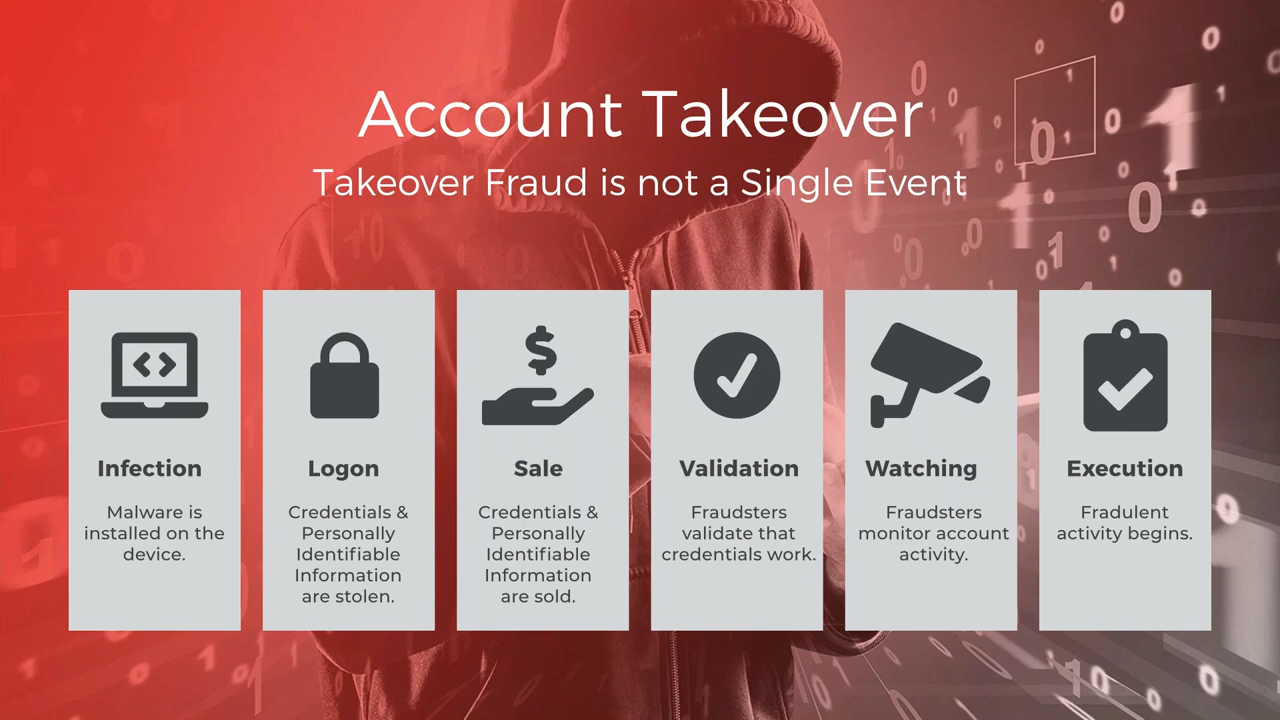 Account Takeover
Takeover Fraud is not a Single Event
Infection
Malware is
installed on the
device.
Logon
Credentials &
Personally
Identifiable
Information
are stolen.
Sale
Credentials &
Personally
Identifiable
Information
are sold.
Validation
Fraudsters
validate that
credentials work.
Watching
Fraudsters
monitor account
activity.
Execution
Fradulent
activity begins.